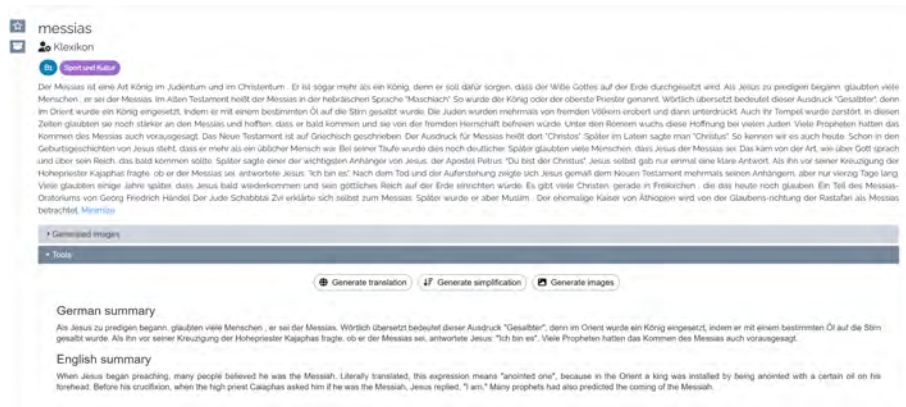 messias
Klexikon
B1 Sport und Kultur
Der Messias ist eine Art König im Judentum und im Christentum . Er ist sogar mehr als ein König, denn er soll dafür sorgen, dass der Wille Gottes auf der Erde durchgesetzt wird. Als Jesus zu predigen begann, glaubten viele
Menschen , er sei der Messias. Im Alten Testament heißt der Messias in der hebräischen Sprache "Maschiach". So wurde der König oder der oberste Priester genannt. Wörtlich übersetzt bedeutet dieser Ausdruck "Gesalbter", denn
im Orient wurde ein König eingesetzt, indem er mit einem bestimmten Öl auf die Stirn gesalbt wurde. Die Juden wurden mehrmals von fremden Völkern erobert und dann unterdrückt. Auch ihr Tempel wurde zerstört. In diesen
Zeiten glaubten sie noch stärker an den Messias und hofften, dass er bald kommen und sie von der fremden Herrschaft befreien würde. Unter den Römern wuchs diese Hoffnung bei vielen Juden. Viele Propheten hatten das
Kommen des Messias auch vorausgesagt. Das Neue Testament ist auf Griechisch geschrieben. Der Ausdruck für Messias heißt dort "Christos". Später im Latein sagte man "Christus". So kennen wir es auch heute. Schon in den
Geburtsgeschichten von Jesus steht, dass er mehr als ein üblicher Mensch war. Bei seiner Taufe wurde dies noch deutlicher. Später glaubten viele Menschen, dass Jesus der Messias sei. Das kam von der Art, wie über Gott sprach
und über sein Reich, das bald kommen sollte. Später sagte einer der wichtigsten Anhänger von Jesus, der Apostel Petrus: "Du bist der Christus". Jesus selbst gab nur einmal eine klare Antwort. Als ihn vor seiner Kreuzigung der
Hohepriester Kajaphas fragte, ob er der Messias sei, antwortete Jesus: "Ich bin es". Nach dem Tod und der Auferstehung zeigte sich Jesus gemäß dem Neuen Testament mehrmals seinen Anhängern, aber nur vierzig Tage lang.
Viele glaubten einige Jahre später, dass Jesus bald wiederkommen und sein göttliches Reich auf der Erde einrichten würde. Es gibt viele Christen, gerade in Freikirchen , die das heute noch glauben. Ein Teil des Messias-
Oratoriums von Georg Friedrich Händel Der Jude Schabbtai Zvi erklärte sich selbst zum Messias. Später wurde er aber Muslim . Der ehemalige Kaiser von Äthiopien wird von der Glaubens-richtung der Rastafari als Messias
betrachtet. Minimize
Generated images
Tools
Generate translation Generate simplification Generate images
German summary
Als Jesus zu predigen begann, glaubten viele Menschen , er sei der Messias. Wörtlich übersetzt bedeutet dieser Ausdruck "Gesalbter", denn im Orient wurde ein König eingesetzt, indem er mit einem bestimmten Öl auf die Stirn
gesalbt wurde. Als ihn vor seiner Kreuzigung der Hohepriester Kajaphas fragte, ob er der Messias sei, antwortete Jesus: "Ich bin es". Viele Propheten hatten das Kommen des Messias auch vorausgesagt.
English summary
When Jesus began preaching, many people believed he was the Messiah. Literally translated, this expression means "anointed one", because in the Orient a king was installed by being anointed with a certain oil on his
forehead. Before his crucifixion, when the high priest Caiaphas asked him if he was the Messiah, Jesus replied, "I am." Many prophets had also predicted the coming of the Messiah.